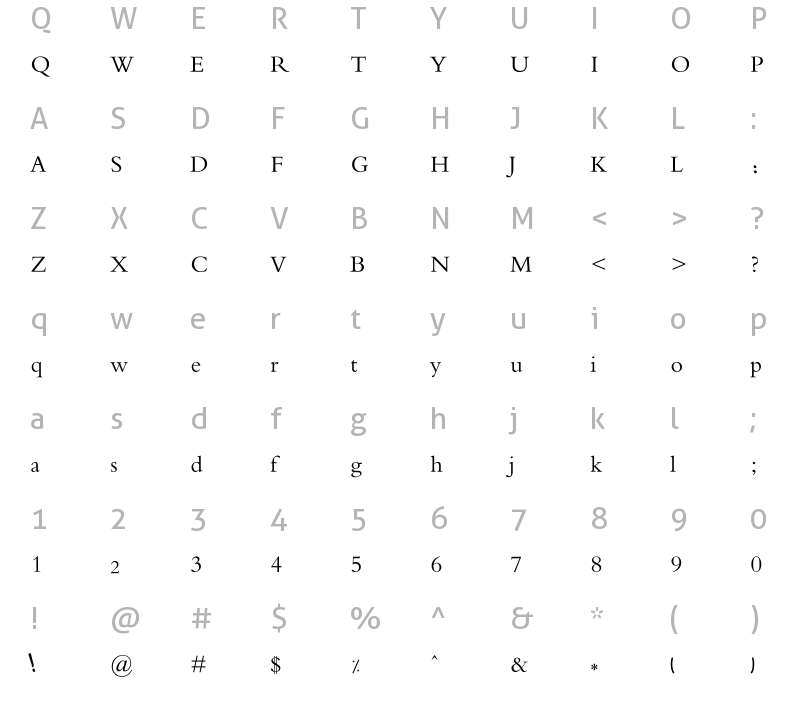 Q W E R T Y U I O P
Q W E R T Y U I O P
A S D F G H J K L :
A S D F G H J K L :
Z X C V B N M < > ?
Z X C V B N M < > ?
q w e r t y u i o p
q w e r t y u i o p
a s d f g h j k l ;
a s d f g h j k l ;
1 2 3 4 5 6 7 8 9 0
1 2 3 4 5 6 7 8 9 0
! @ # $ % ^ & * ( )
! @ # $ % ^ & * ( )